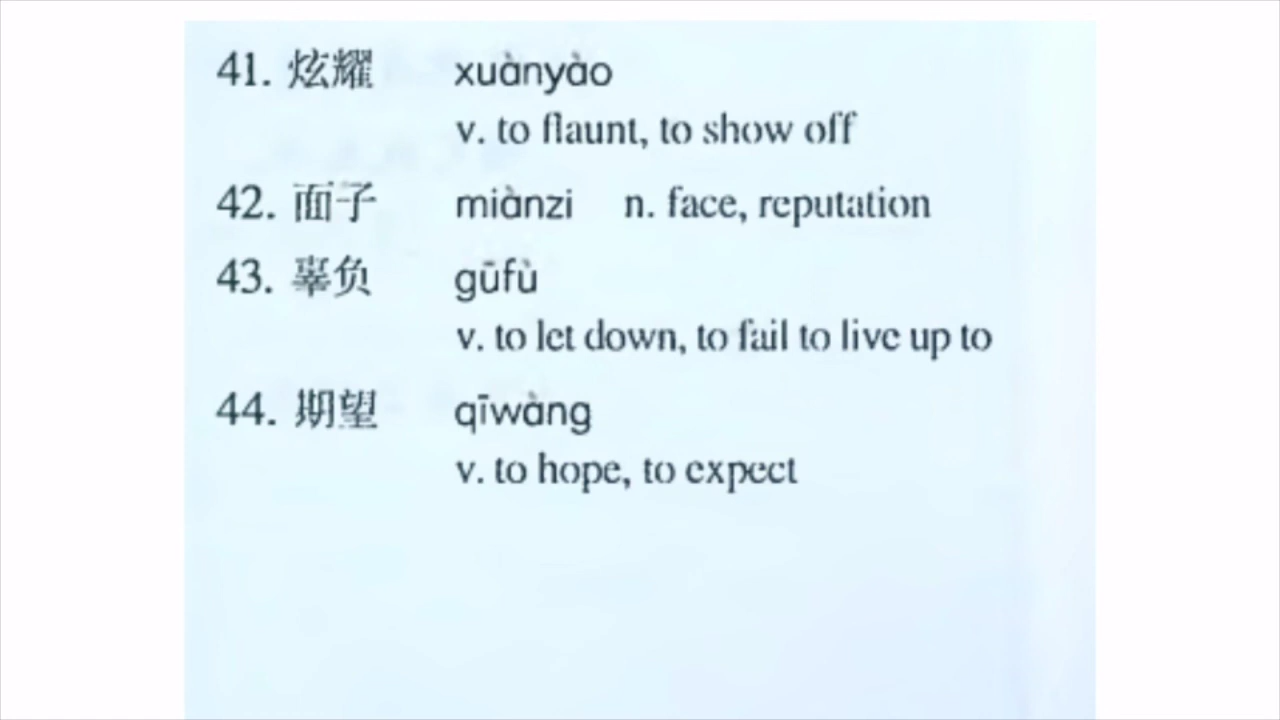 41. 炫耀 xuànyào
v. to flaunt, to show off
42. 面子 miànzi n. face, reputation
43. 辜负 gūfù
v. to let down, to fail to live up to
44. 期望 qīwàng
v. to hope, to expect